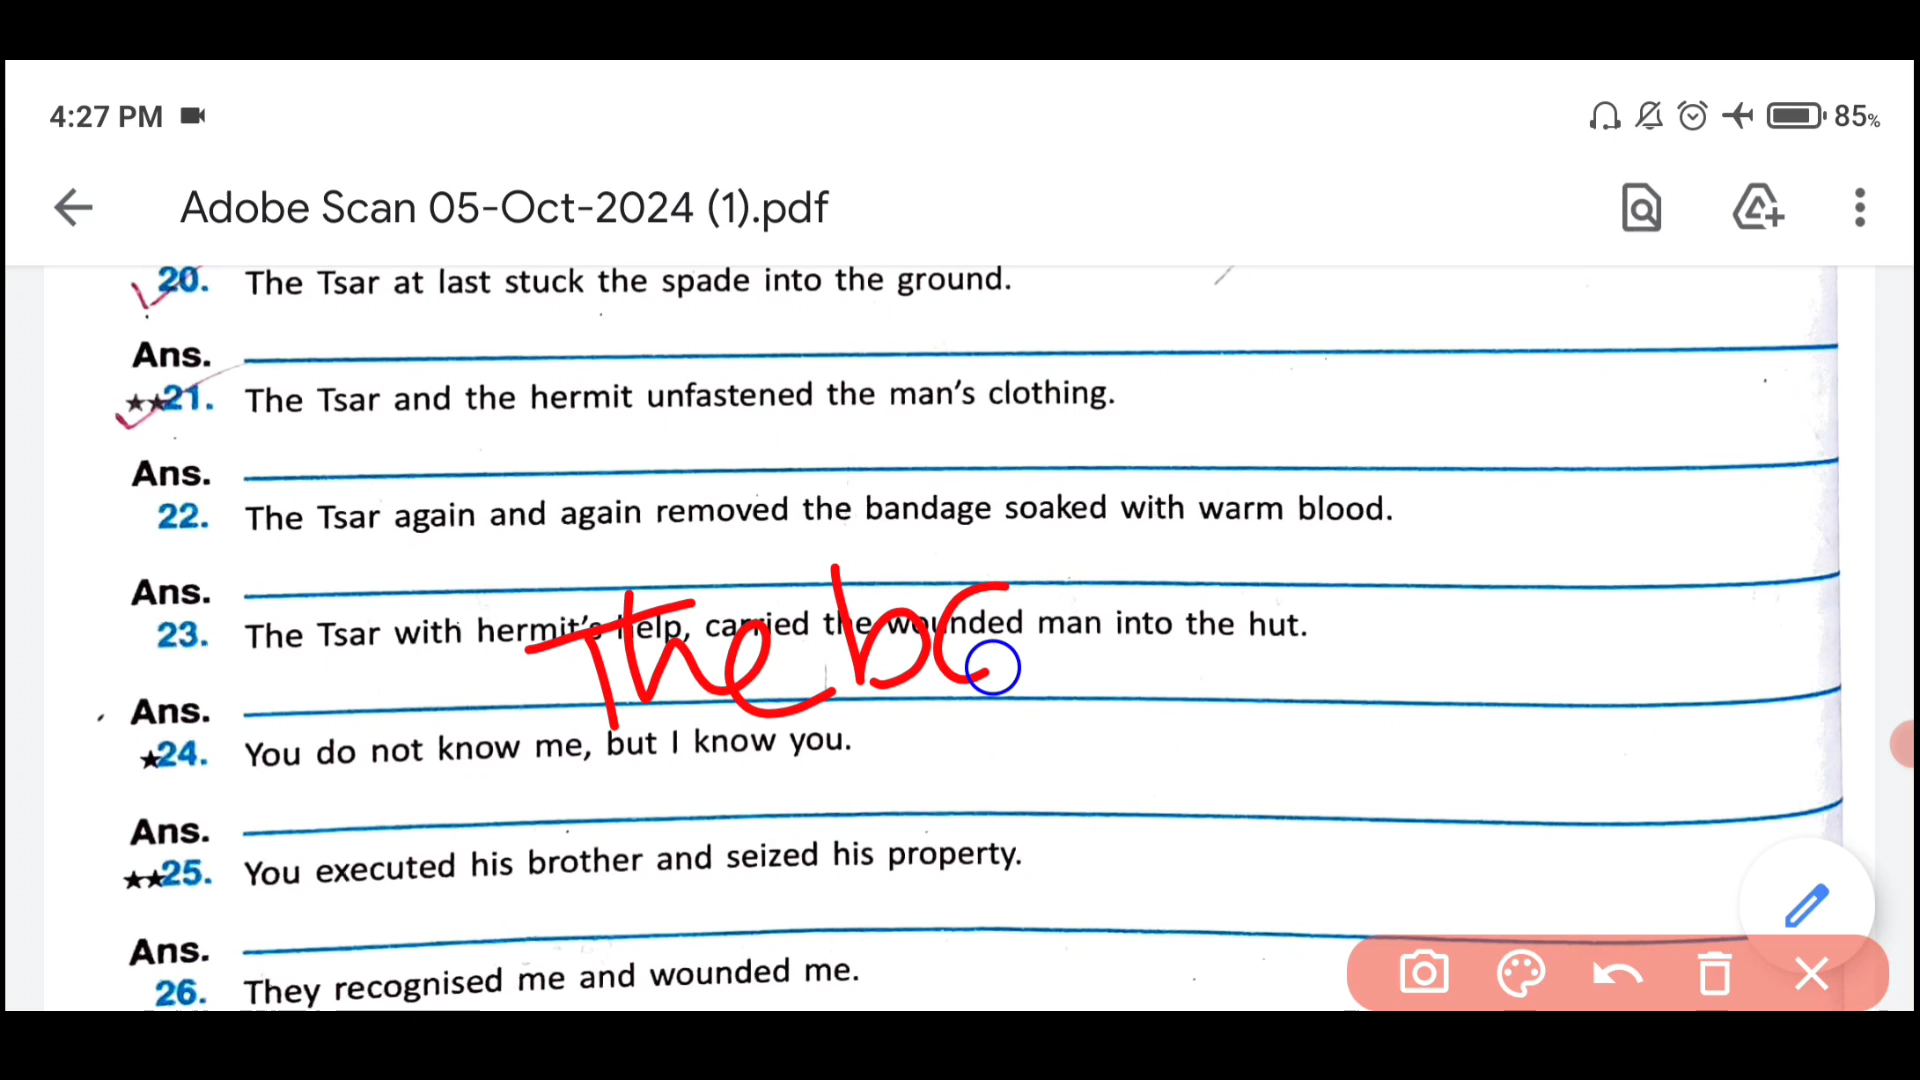 4:27 PM 85%
Adobe Scan 05-Oct-2024 (1).pdf
20. The Tsar at last stuck the spade into the ground.
Ans.
★★21. The Tsar and the hermit unfastened the man's clothing.
Ans.
22. The Tsar again and again removed the bandage soaked with warm blood.
Ans.
23. The Tsar with hermit's help, carried the wounded man into the hut.
The
Ans.
★24. You do not know me, but I know you.
Ans.
★★25. You executed his brother and seized his property.
Ans.
26. They recognised me and wounded me.